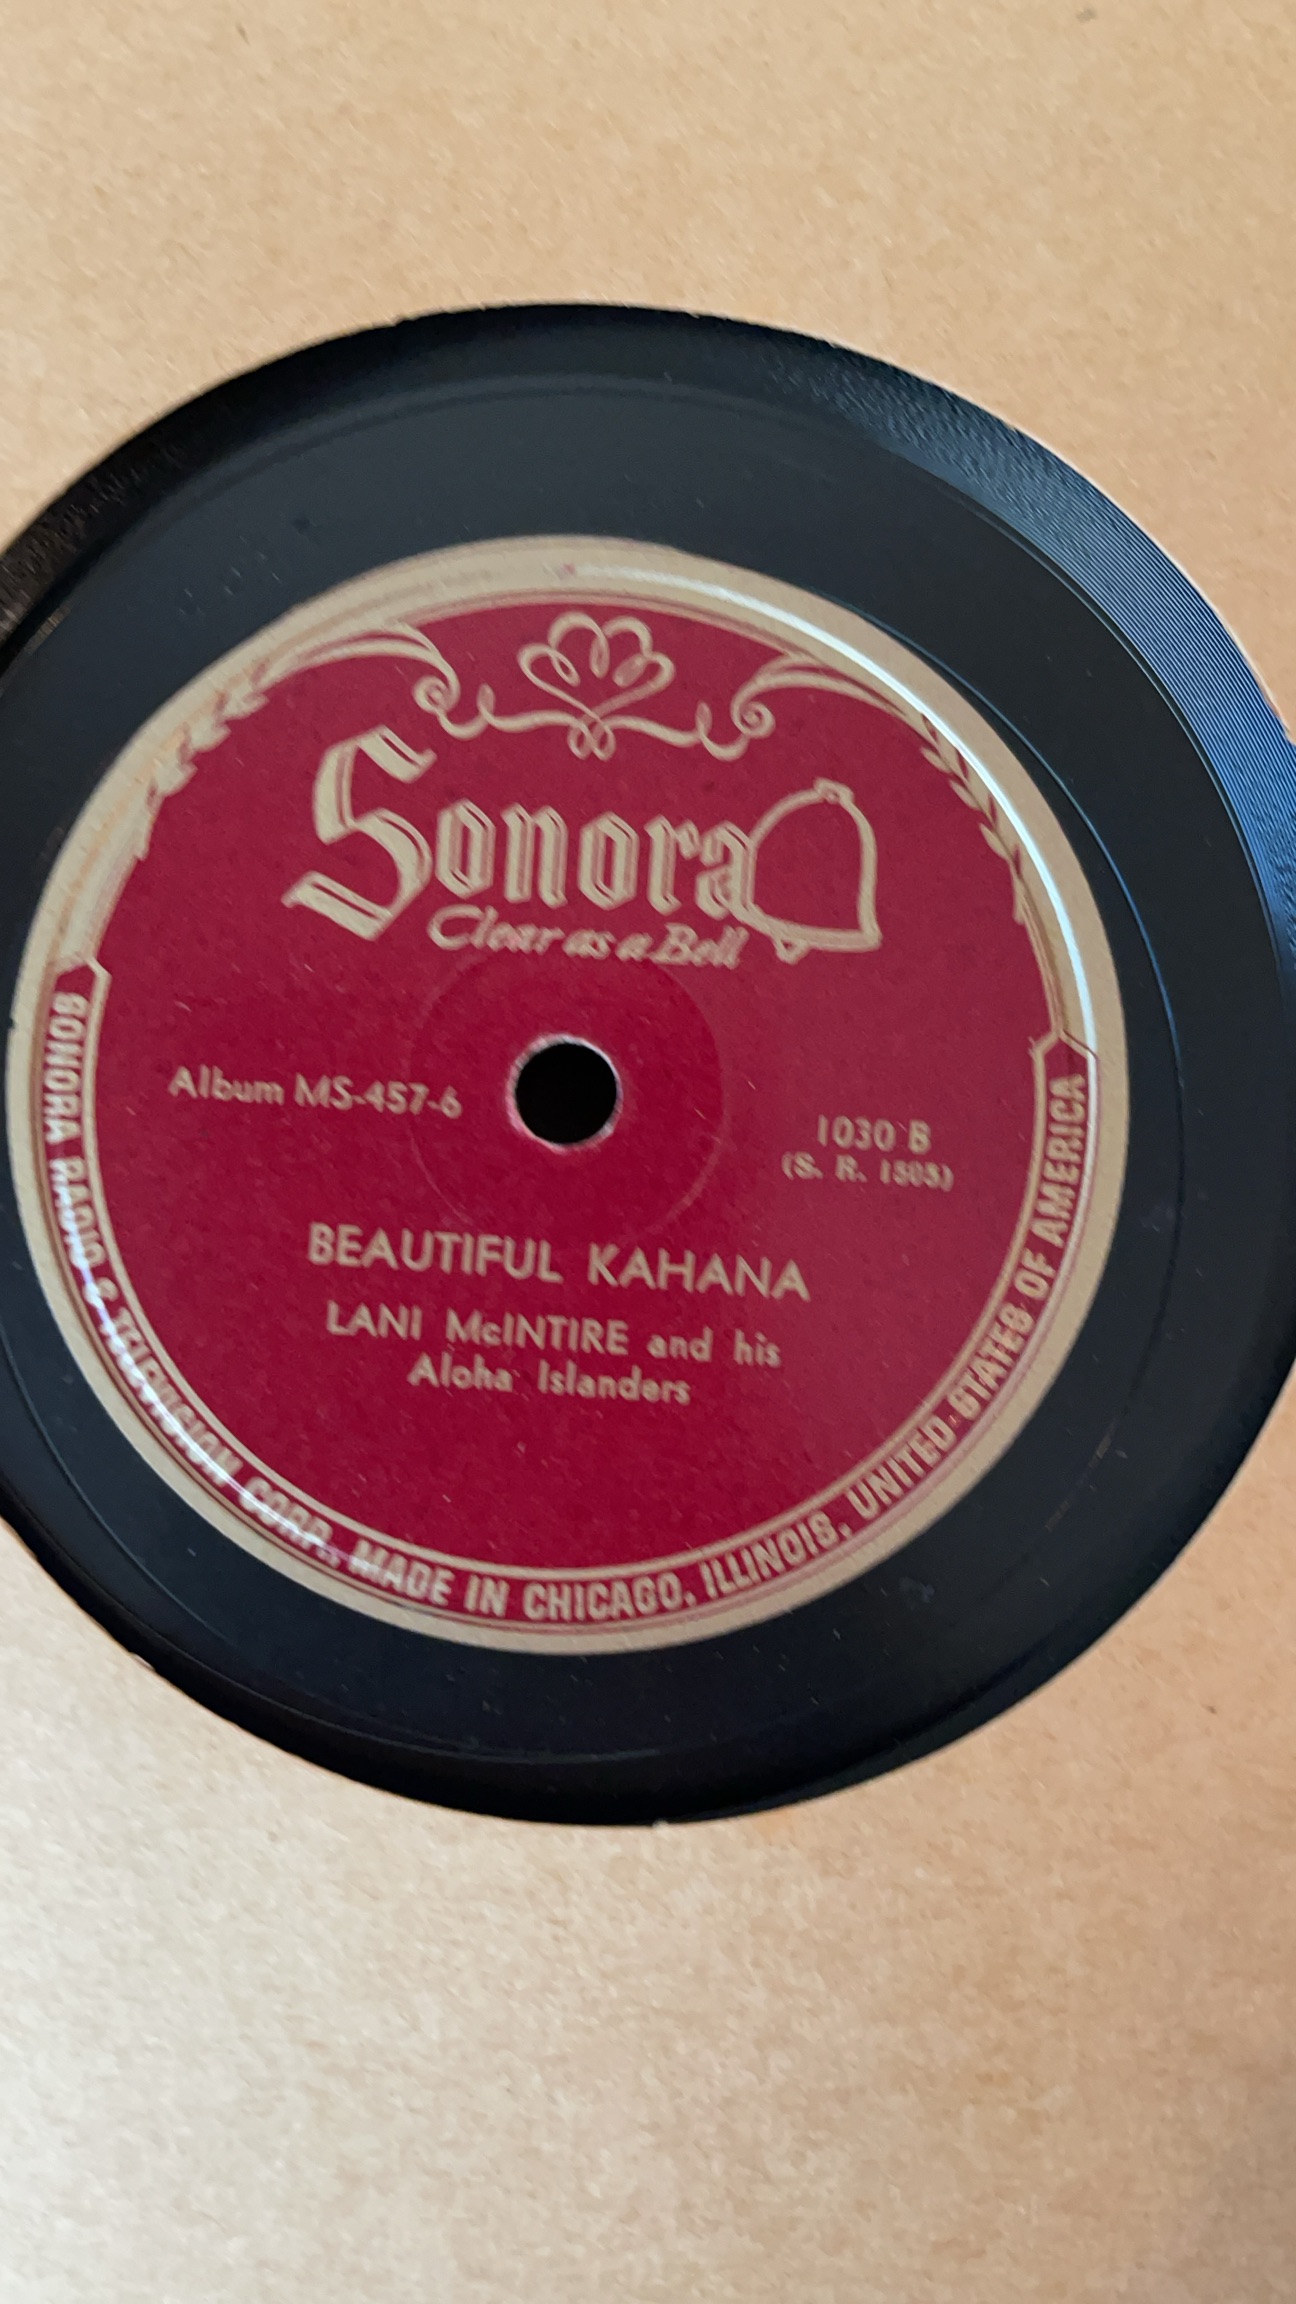 Sonora
Clear as a Bell
Album MS-457-6
1030 B
(S. R. 1505)
BEAUTIFUL KAHANA
LANI McINTIRE and his
Aloha Islanders
SONORA RADIO & TELEVISION CORP., MADE IN CHICAGO, ILLINOIS, UNITED STATES OF AMERICA